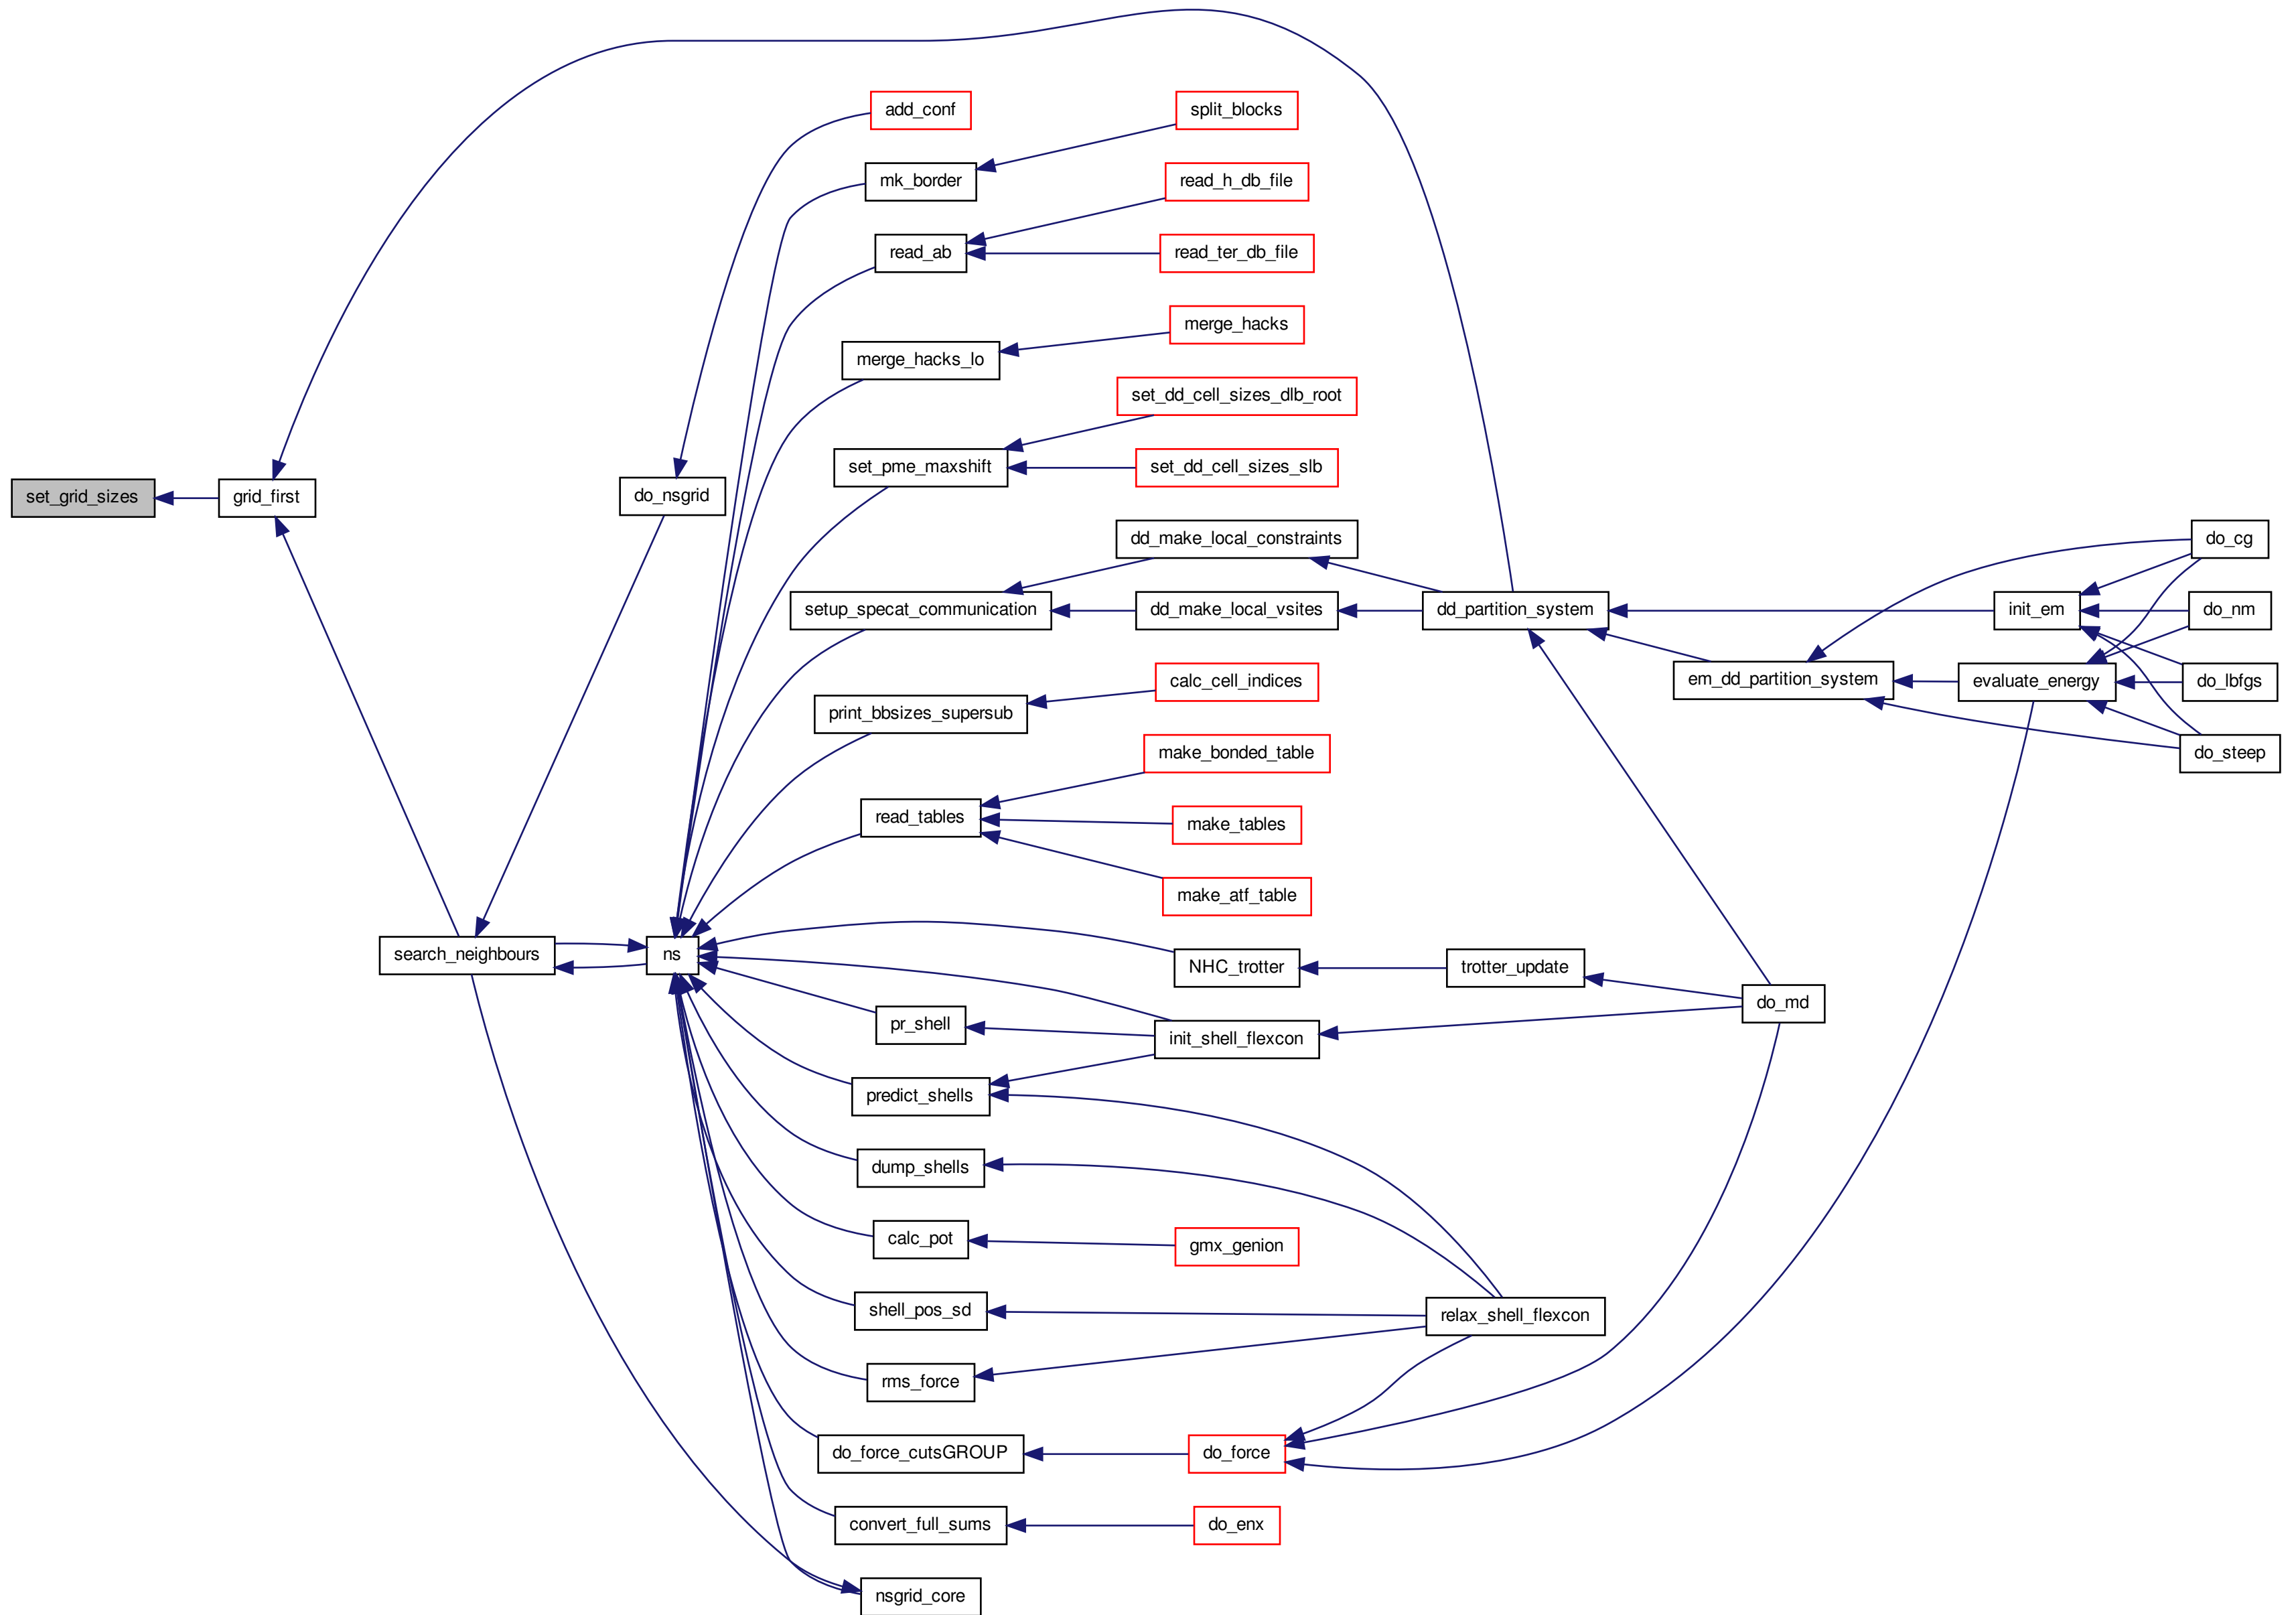 add_conf
split_blocks
mk_border
read_h_db_file
read_ab
read_ter_db_file
merge_hacks
merge_hacks_lo
set_dd_cell_sizes_dlb_root
set_pme_maxshift
set_dd_cell_sizes_slb
set_grid_sizes
grid_first
do_nsgrid
dd_make_local_constraints
do_cg
setup_specat_communication
dd_make_local_vsites
dd_partition_system
init_em
do_nm
calc_cell_indices
em_dd_partition_system
evaluate_energy
do_lbfgs
print_bbsizes_supersub
make_bonded_table
do_steep
read_tables
make_tables
make_atf_table
search_neighbours
ns
NHC_trotter
trotter_update
do_md
pr_shell
init_shell_flexcon
predict_shells
dump_shells
calc_pot
gmx_genion
shell_pos_sd
relax_shell_flexcon
rms_force
do_force_cutsGROUP
do_force
convert_full_sums
do_enx
nsgrid_core